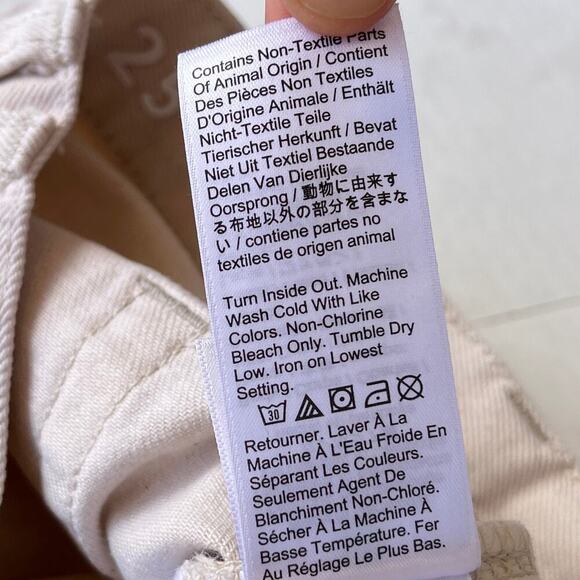 25
Contains Non-Textile Parts
Of Animal Origin / Contient
Des Pièces Non Textiles
D'Origine Animale / Enthält
Nicht-Textile Teile
Tierischer Herkunft / Bevat
Niet Uit Textiel Bestaande
Delen Van Dierlijke
Oorsprong / 動物に由来す
る布地以外の部分を含まな
い / contiene partes no
textiles de origen animal
Turn Inside Out. Machine
Wash Cold With Like
Colors. Non-Chlorine
Bleach Only. Tumble Dry
Low. Iron on Lowest
Setting.
30
Retourner. Laver À La
Machine À L'Eau Froide En
Séparant Les Couleurs.
Seulement Agent De
Blanchiment Non-Chloré.
Sécher À La Machine À
Basse Température. Fer
Au Réglage Le Plus Bas.